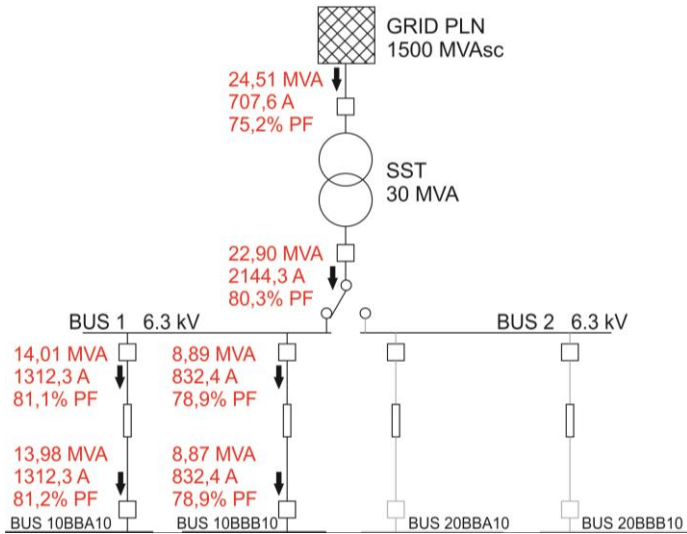 GRID PLN
1500 MVAsc
24,51 MVA
707,6 A
75,2% PF
SST
30 MVA
22,90 MVA
2144,3 A
80,3% PF
BUS 1 6.3 kV
BUS 2 6.3 kV
14,01 MVA
1312,3 A
81,1% PF
8,89 MVA
832,4 A
78,9% PF
13,98 MVA
1312,3 A
81,2% PF
8,87 MVA
832,4 A
78,9% PF
BUS 10BBA10
BUS 10BBB10
BUS 20BBA10
BUS 20BBB10